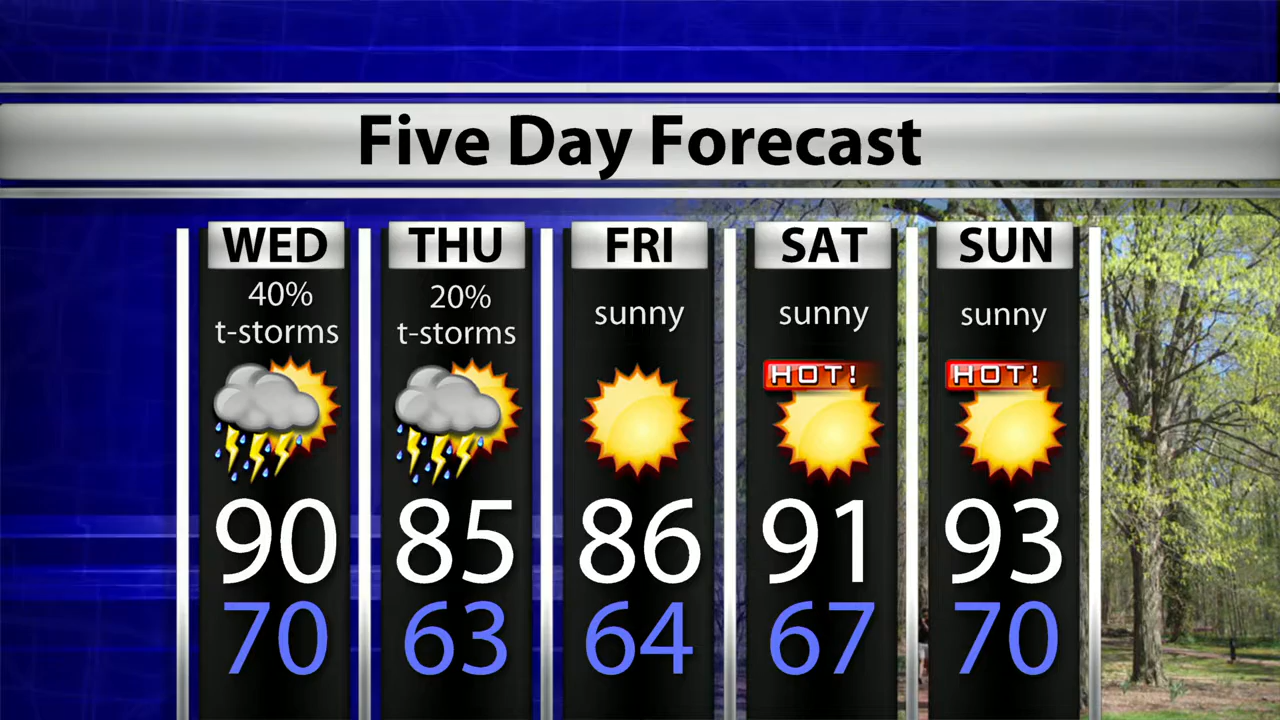 Five Day Forecast
WED THU FRI SAT SUN
40% 20% sunny sunny sunny
t-storms t-storms
HOT! HOT!
90 85 86 91 93
70 63 64 67 70